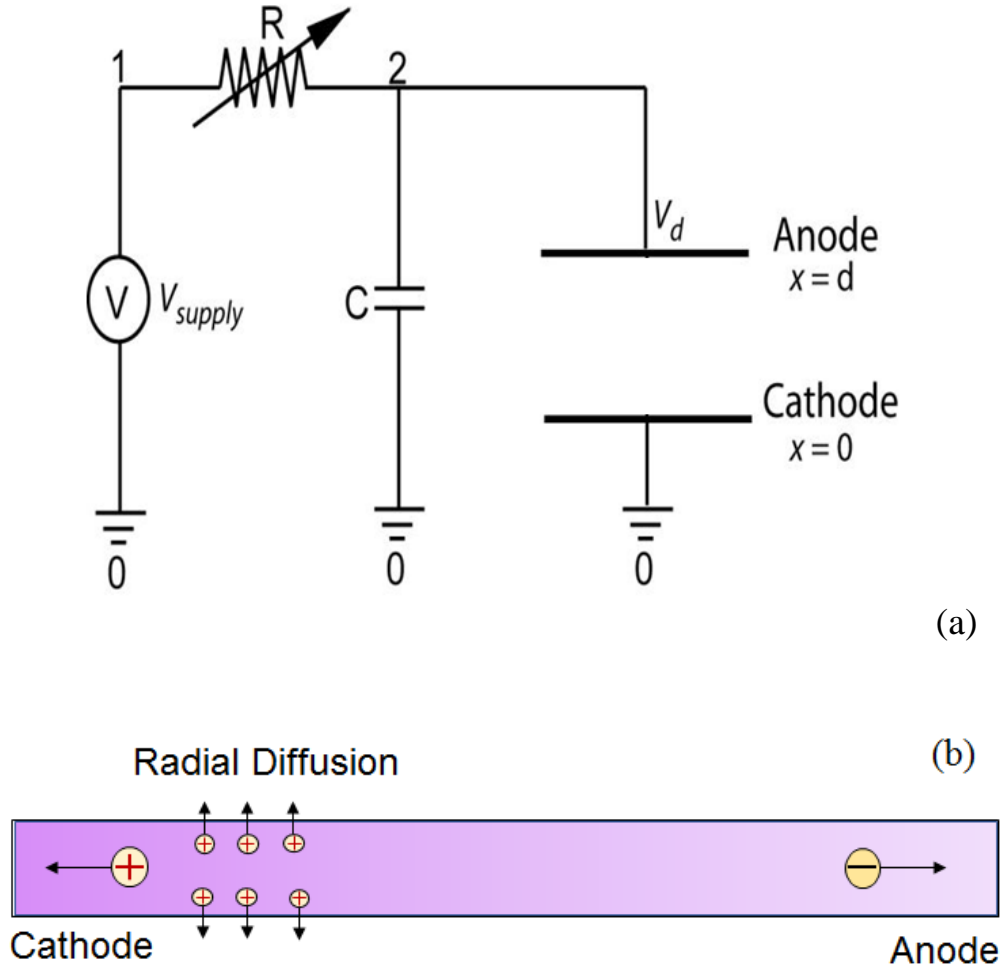 R
1
2
V_d
Anode
x = d
V
V_supply
C
Cathode
x = 0
0
0
0
(a)
(b)
Radial Diffusion
+
+ + +
−
+ + +
Cathode
Anode